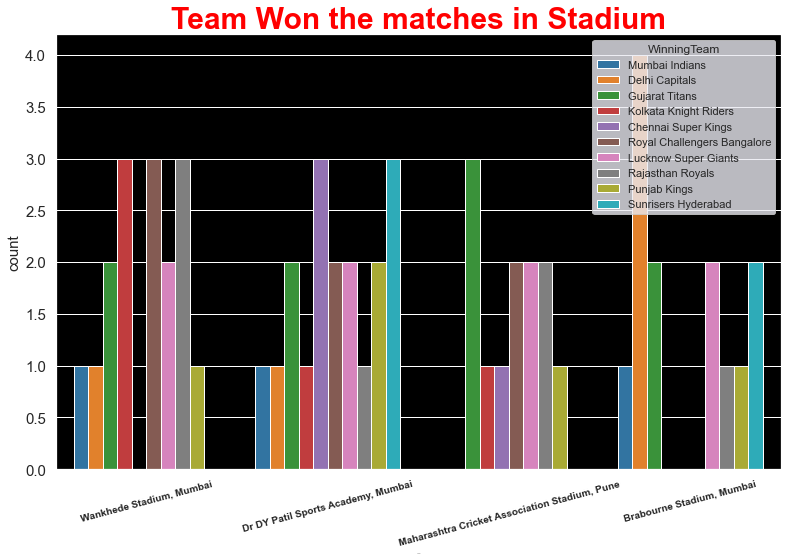 Team Won the matches in Stadium
4.0
3.5
3.0
2.5
2.0
1.5
1.0
0.5
0.0
count
WinningTeam
Mumbai Indians
Delhi Capitals
Gujarat Titans
Kolkata Knight Riders
Chennai Super Kings
Royal Challengers Bangalore
Lucknow Super Giants
Rajasthan Royals
Punjab Kings
Sunrisers Hyderabad
Wankhede Stadium, Mumbai
Dr DY Patil Sports Academy, Mumbai
Maharashtra Cricket Association Stadium, Pune
Brabourne Stadium, Mumbai